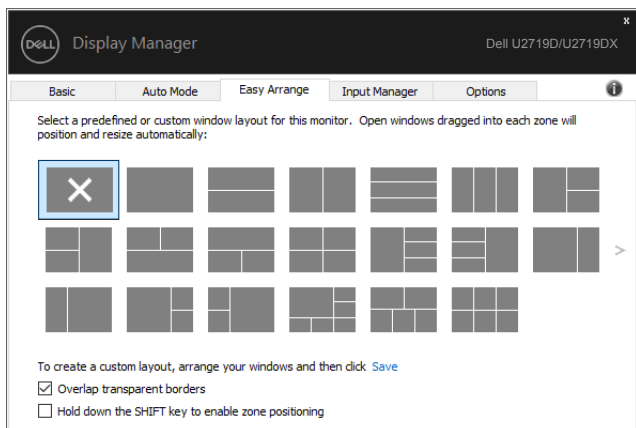 x
DELL Display Manager Dell U2719D/U2719DX
Basic Auto Mode Easy Arrange Input Manager Options
Select a predefined or custom window layout for this monitor. Open windows dragged into each zone will
position and resize automatically:
>
To create a custom layout, arrange your windows and then click Save
Overlap transparent borders
Hold down the SHIFT key to enable zone positioning